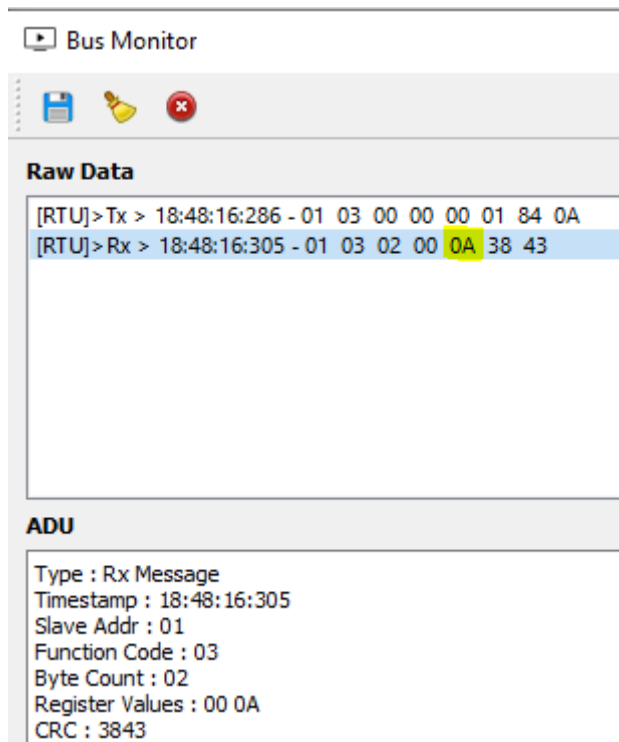 Bus Monitor
Raw Data
[RTU]>Tx > 18:48:16:286 - 01 03 00 00 00 01 84 0A
[RTU]>Rx > 18:48:16:305 - 01 03 02 00 0A 38 43
ADU
Type : Rx Message
Timestamp : 18:48:16:305
Slave Addr : 01
Function Code : 03
Byte Count : 02
Register Values : 00 0A
CRC : 3843